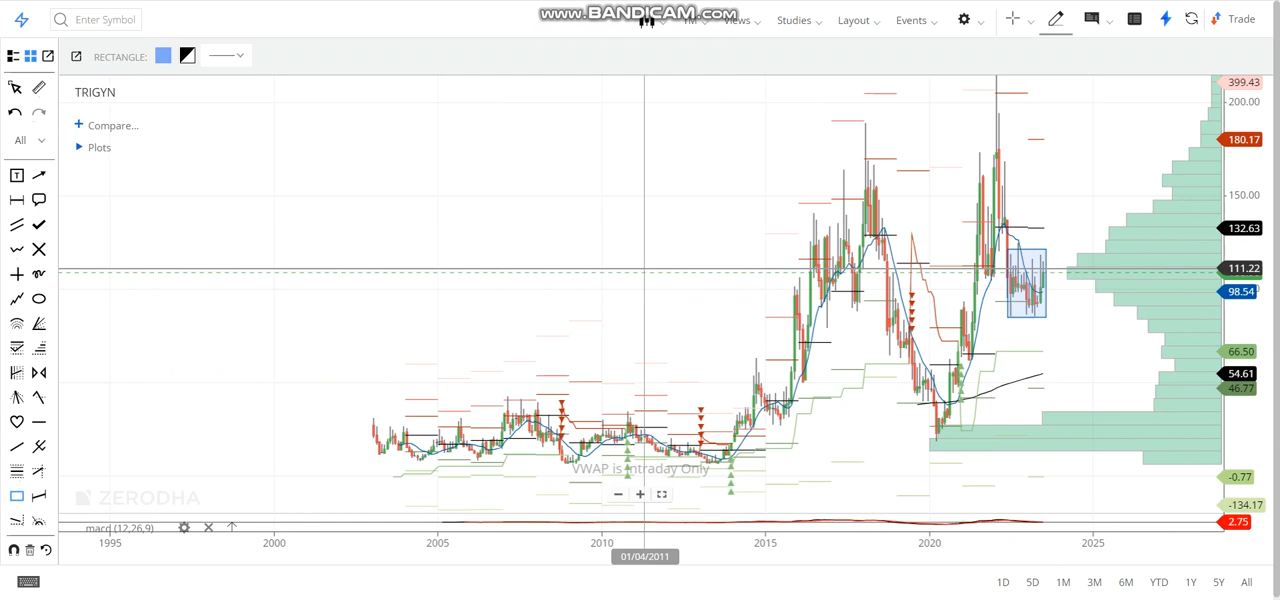 WWW.BANDICAM.COM
Enter Symbol
1M
Views
Studies
Layout
Events
Trade
RECTANGLE:
TRIGYN
Compare...
Plots
All
399.43
200.00
180.17
150.00
132.63
111.22
98.54
66.50
54.61
46.77
-0.77
-134.17
2.75
VWAP is Intraday Only
ZERODHA
macd (12,26,9)
1995
2000
2005
2010
2015
2020
2025
01/04/2011
1D
5D
1M
3M
6M
YTD
1Y
5Y
All